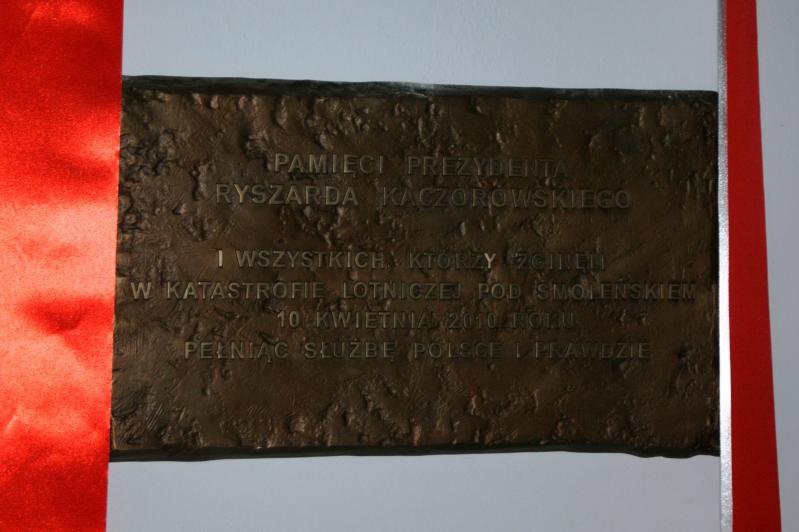 PAMIĘCI PREZYDENTA
RYSZARDA KACZOROWSKIEGO
I WSZYSTKICH, KTÓRZY ZGINĘLI
W KATASTROFIE LOTNICZEJ POD SMOLEŃSKIEM
10 KWIETNIA 2010 ROKU
PEŁNIĄC SŁUŻBĘ POLSCE I PRAWDZIE